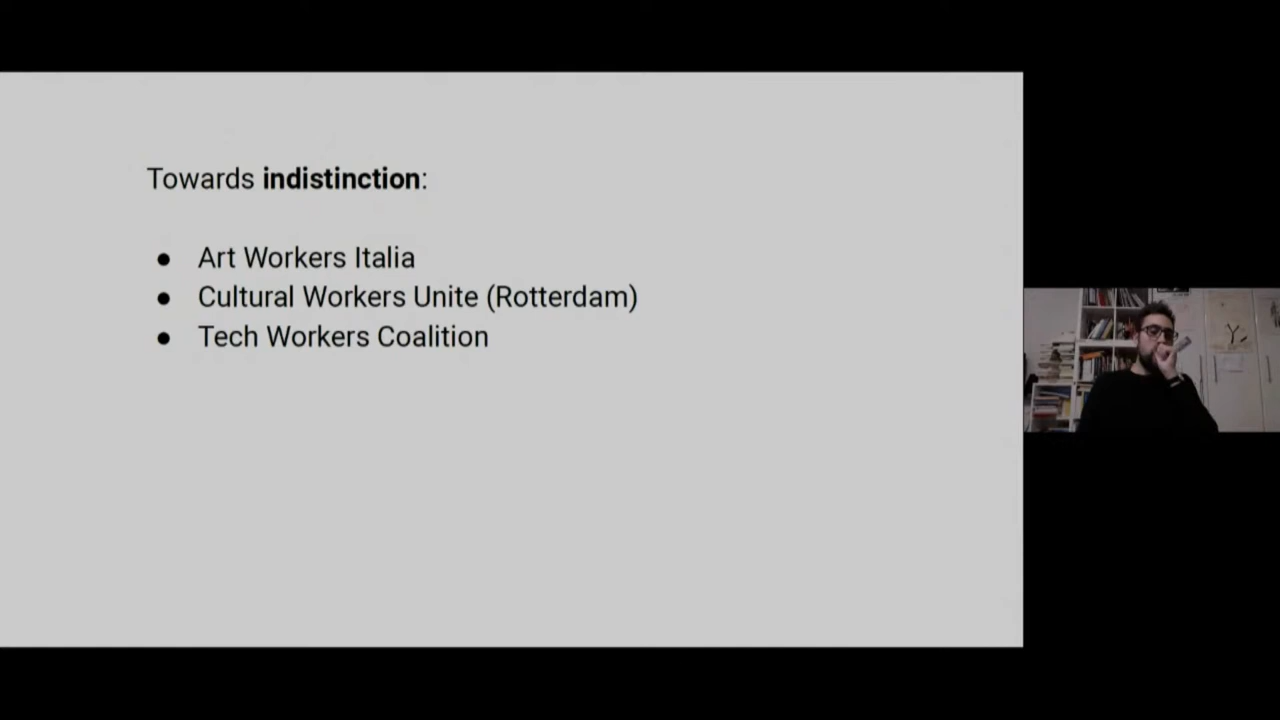 Towards indistinction:
● Art Workers Italia
● Cultural Workers Unite (Rotterdam)
● Tech Workers Coalition